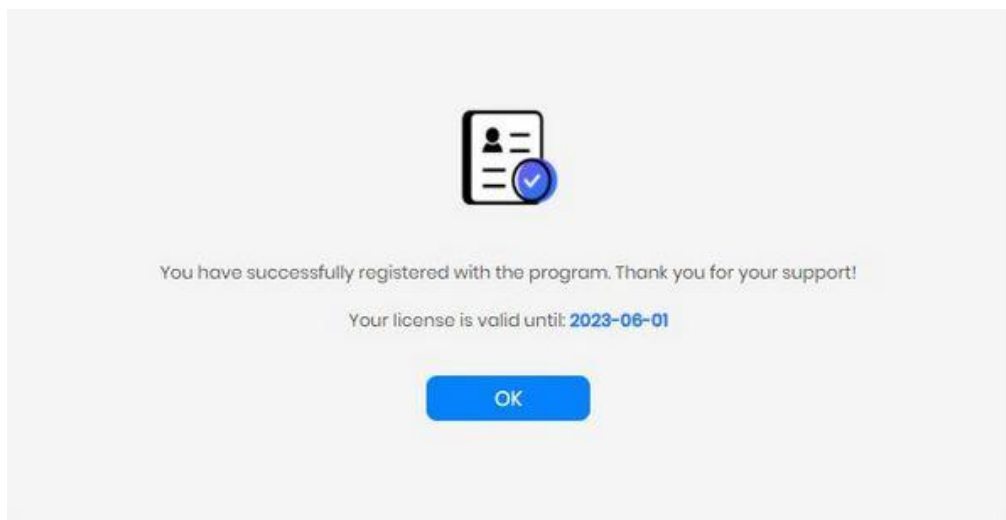 You have successfully registered with the program. Thank you for your support!
Your license is valid until: 2023-06-01
OK